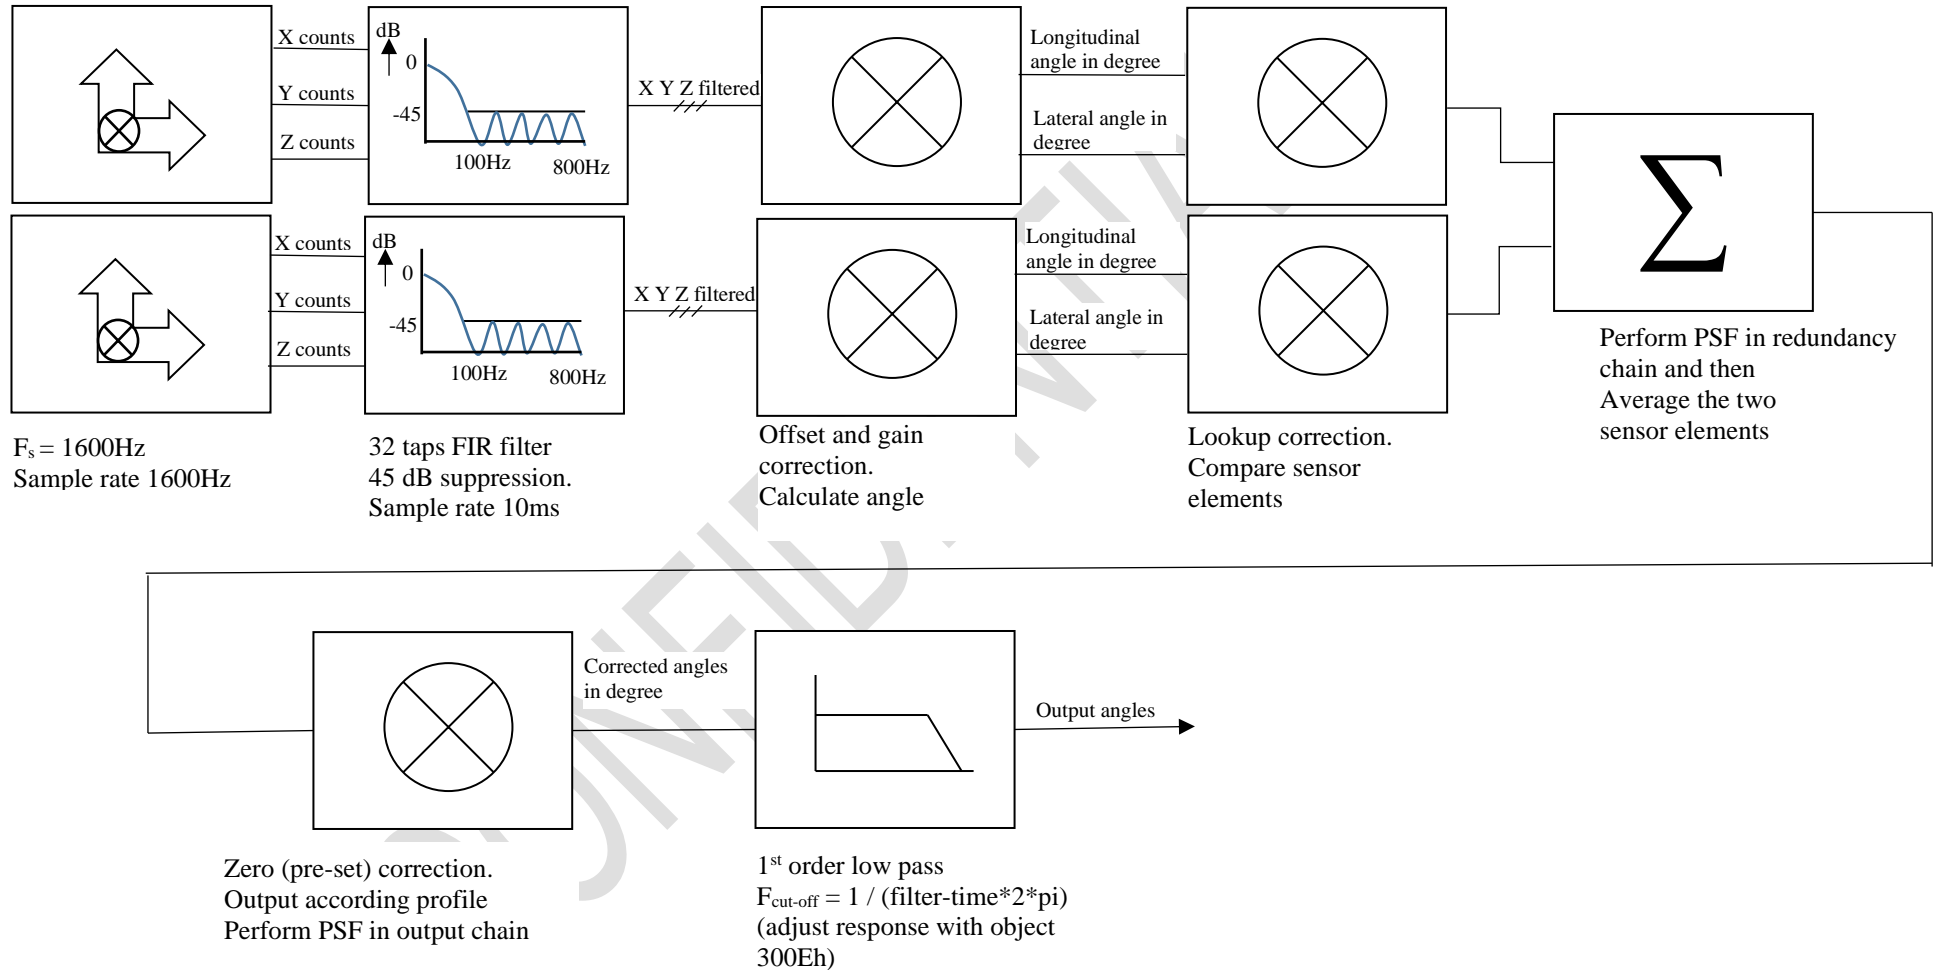 X counts
Y counts
Z counts
dB
0
-45
100Hz
800Hz
X Y Z filtered
Longitudinal
angle in degree
Lateral angle in
degree
Σ
X counts
Y counts
Z counts
dB
0
-45
100Hz
800Hz
X Y Z filtered
Longitudinal
angle in degree
Lateral angle in
degree
Fs = 1600Hz
Sample rate 1600Hz
32 taps FIR filter
45 dB suppression.
Sample rate 10ms
Offset and gain
correction.
Calculate angle
Lookup correction.
Compare sensor
elements
Perform PSF in redundancy
chain and then
Average the two
sensor elements
Corrected angles
in degree
Output angles
Zero (pre-set) correction.
Output according profile
Perform PSF in output chain
1st order low pass
Fcut-off = 1 / (filter-time*2*pi)
(adjust response with object
300Eh)